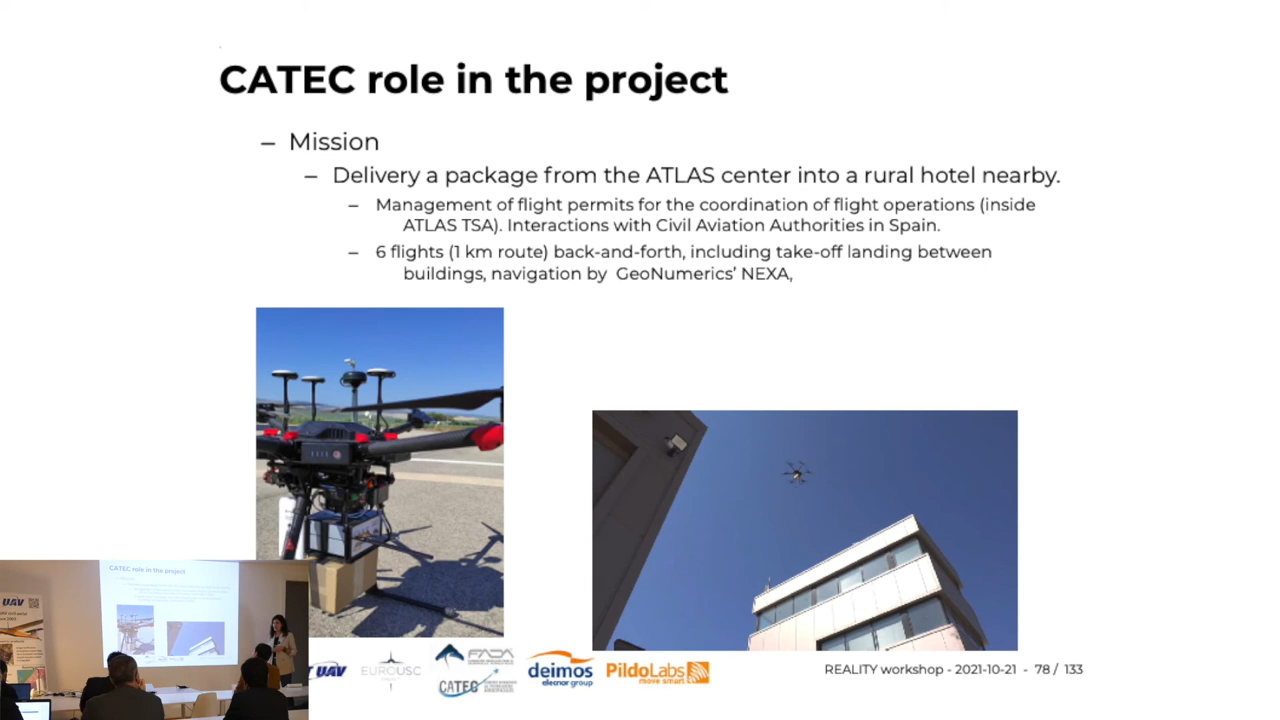 CATEC role in the project
– Mission
– Delivery a package from the ATLAS center into a rural hotel nearby.
– Management of flight permits for the coordination of flight operations (inside
ATLAS TSA). Interactions with Civil Aviation Authorities in Spain.
– 6 flights (1 km route) back-and-forth, including take-off landing between
buildings, navigation by GeoNumerics’ NEXA,
CATEC role in the project
UAV
UAV
EUROUSC
FADA
CATEC
deimos
elecnor group
PildoLabs
move smart
REALITY workshop - 2021-10-21 - 78 / 133